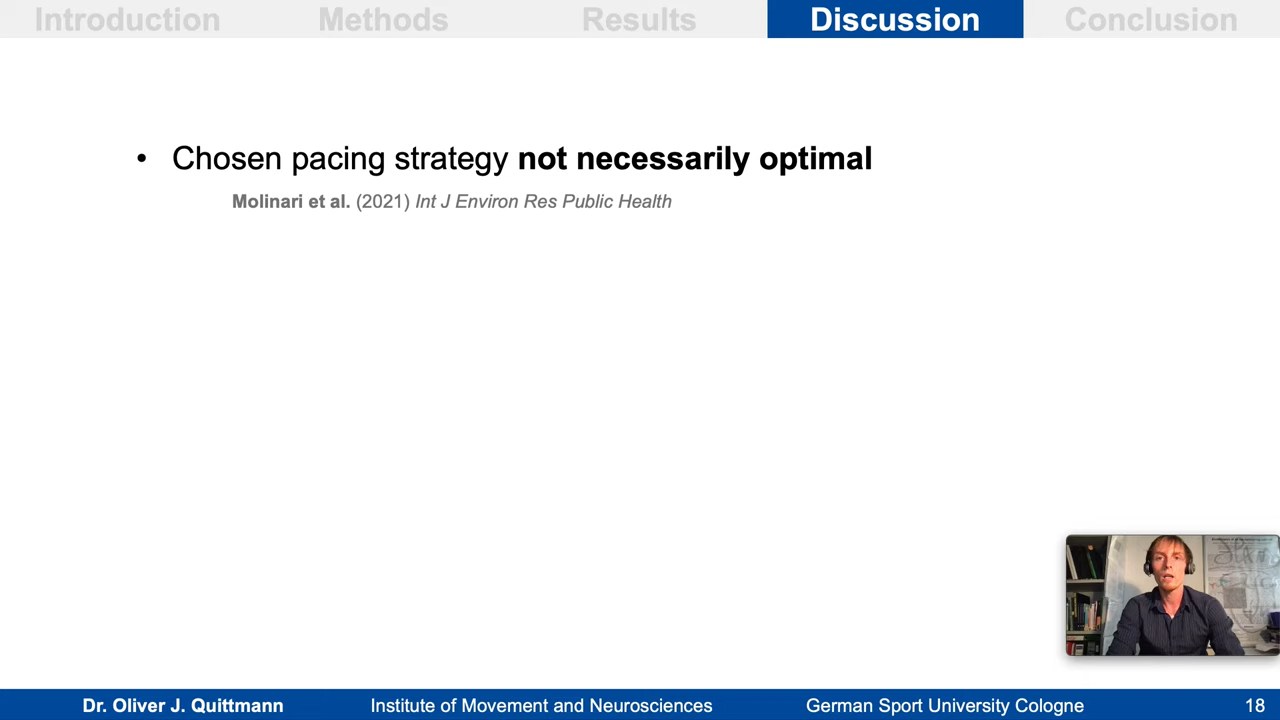 Introduction Methods Results Discussion Conclusion
• Chosen pacing strategy not necessarily optimal
Molinari et al. (2021) Int J Environ Res Public Health
Dr. Oliver J. Quittmann Institute of Movement and Neurosciences German Sport University Cologne 18